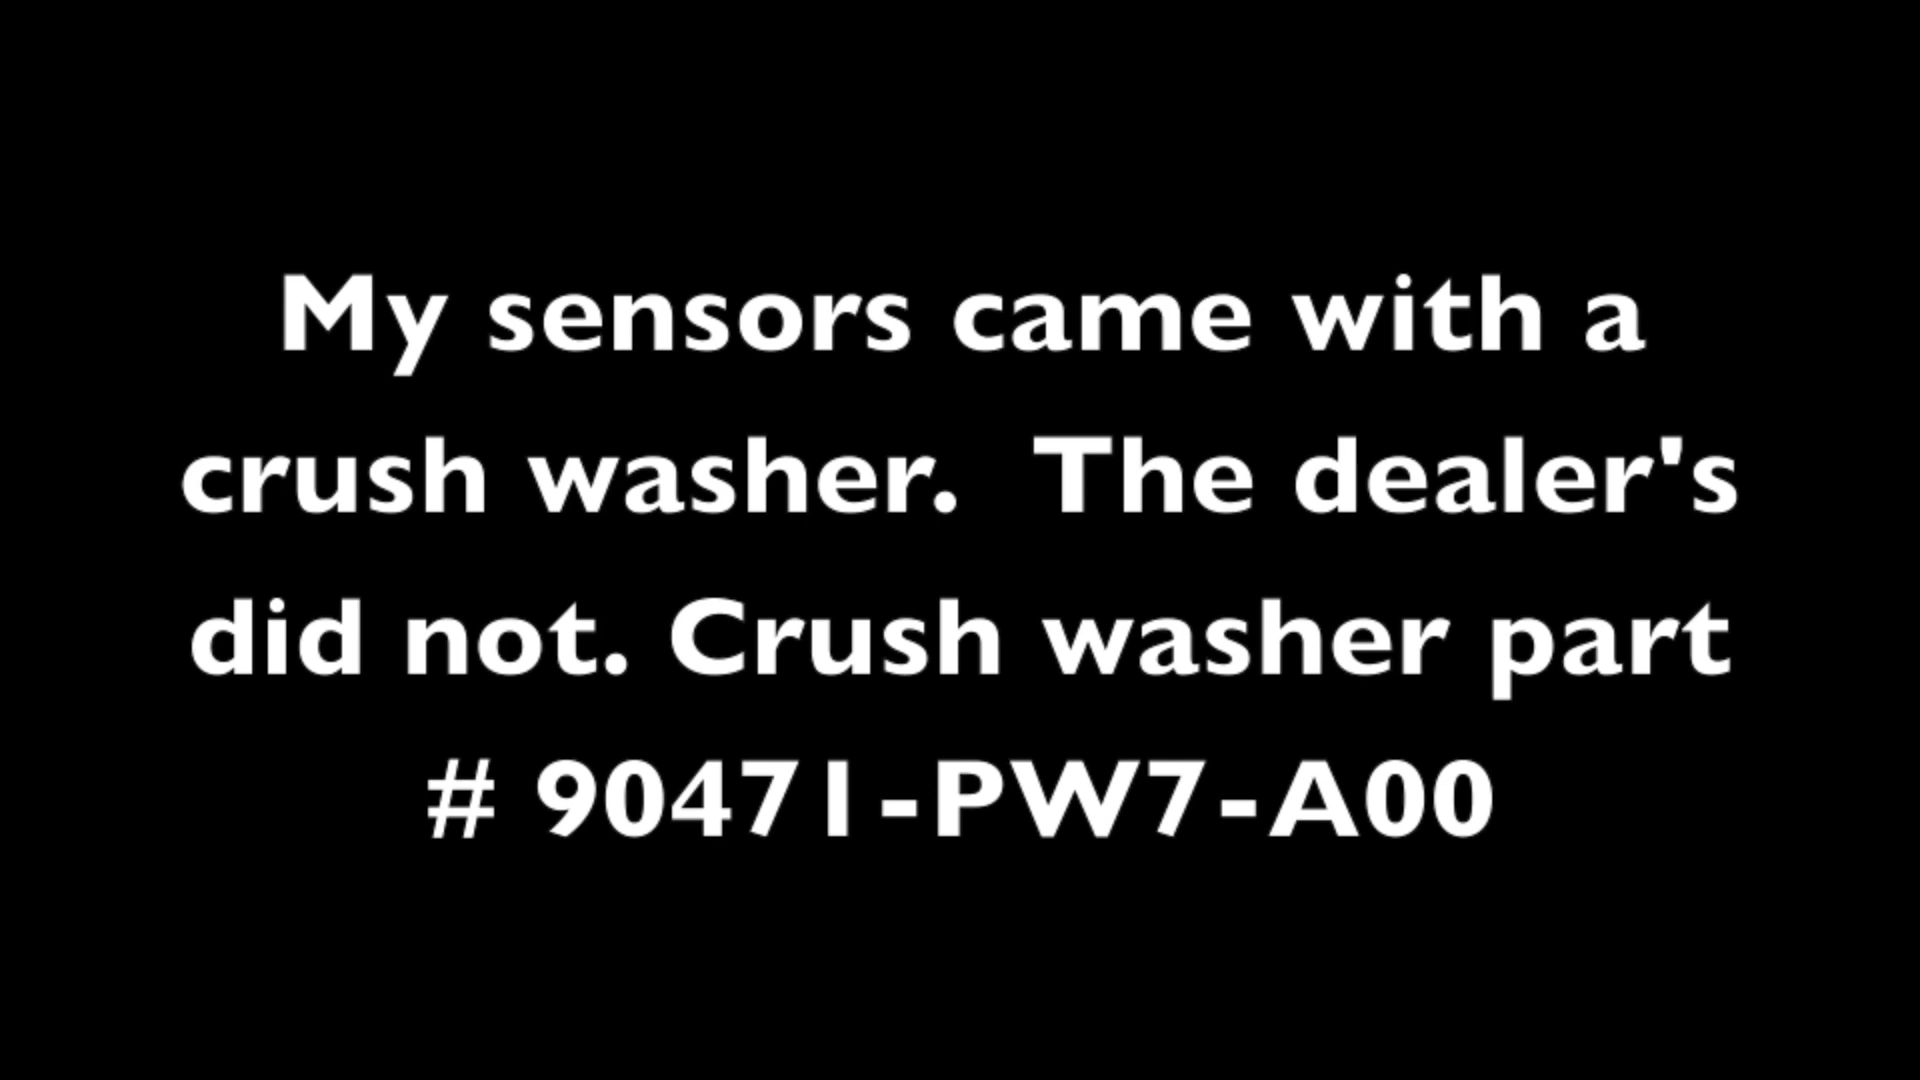 My sensors came with a
crush washer.  The dealer's
did not. Crush washer part
# 90471-PW7-A00